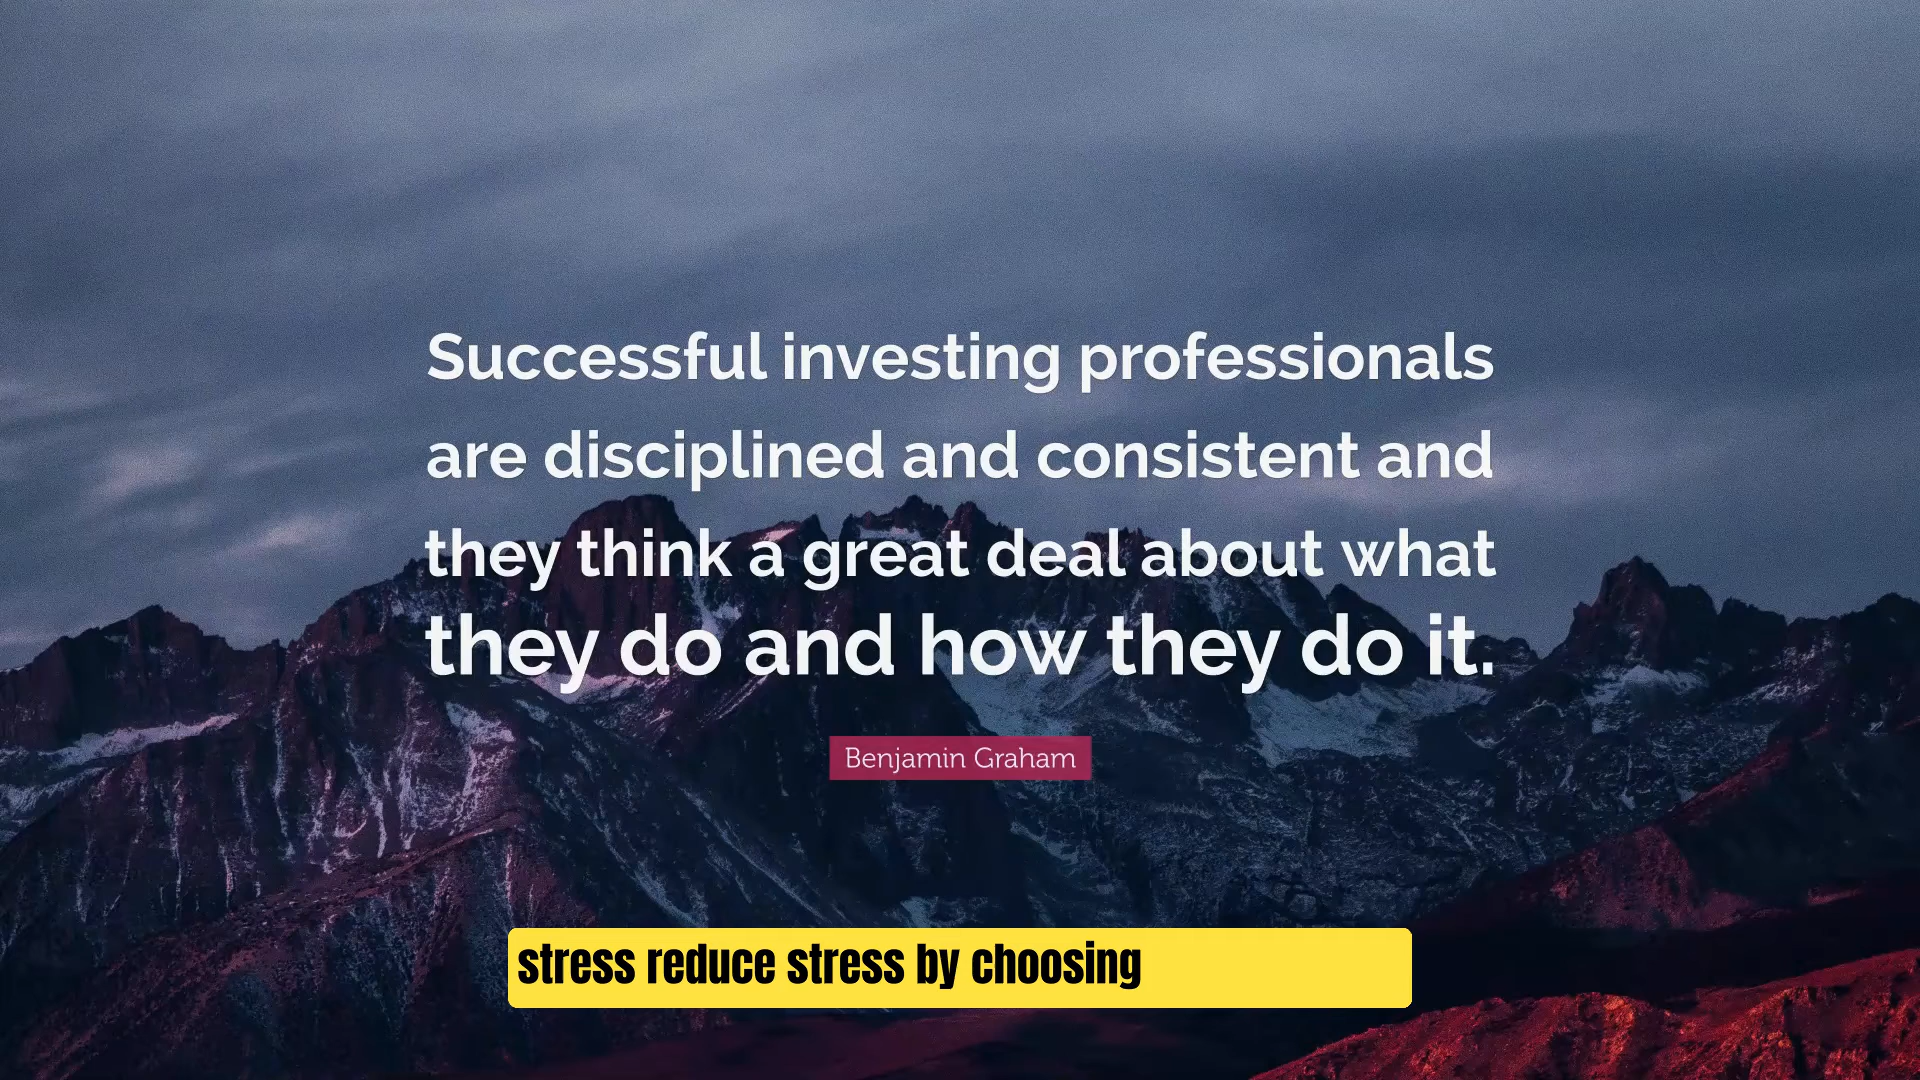 Successful investing professionals
are disciplined and consistent and
they think a great deal about what
they do and how they do it.
Benjamin Graham
stress reduce stress by choosing